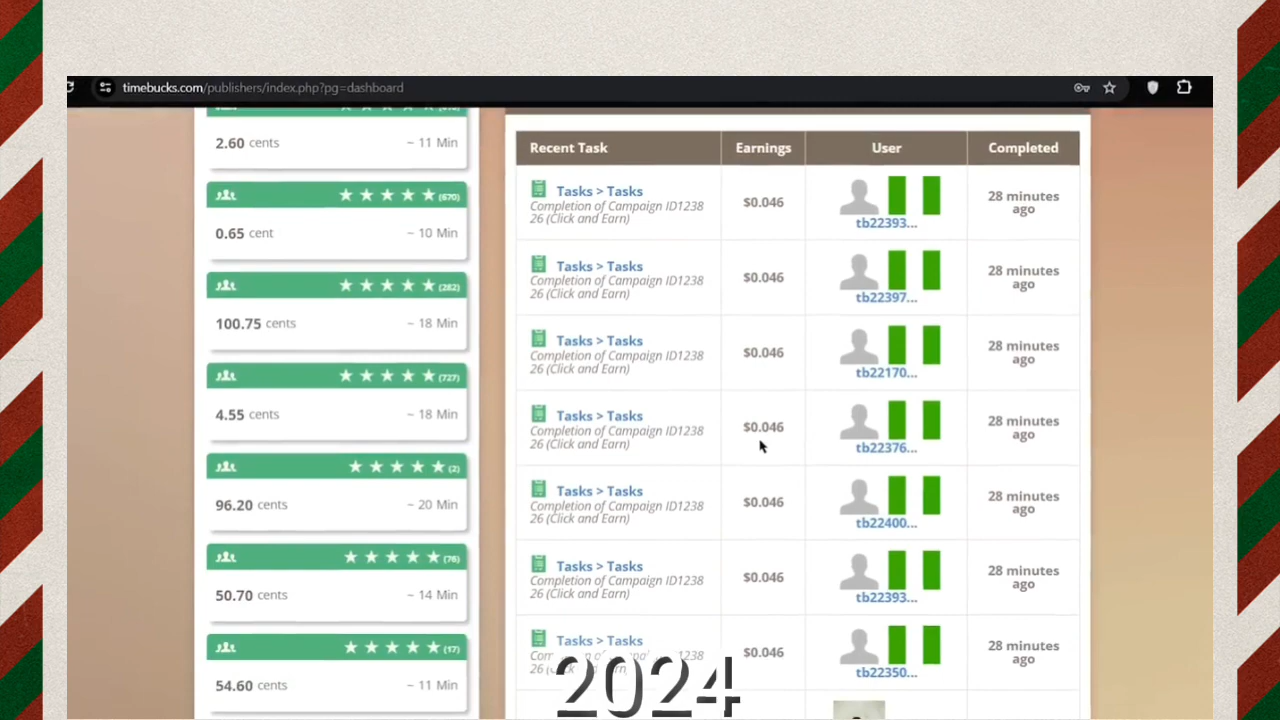 timebucks.com/publishers/index.php?pg=dashboard
2.60 cents ~ 11 Min
(670)
0.65 cent ~ 10 Min
(282)
100.75 cents ~ 18 Min
(727)
4.55 cents ~ 18 Min
(2)
96.20 cents ~ 20 Min
(76)
50.70 cents ~ 14 Min
(17)
54.60 cents ~ 11 Min
Recent Task Earnings User Completed
Tasks > Tasks
Completion of Campaign ID1238
26 (Click and Earn)
$0.046
tb22393...
28 minutes
ago
Tasks > Tasks
Completion of Campaign ID1238
26 (Click and Earn)
$0.046
tb22397...
28 minutes
ago
Tasks > Tasks
Completion of Campaign ID1238
26 (Click and Earn)
$0.046
tb22170...
28 minutes
ago
Tasks > Tasks
Completion of Campaign ID1238
26 (Click and Earn)
$0.046
tb22376...
28 minutes
ago
Tasks > Tasks
Completion of Campaign ID1238
26 (Click and Earn)
$0.046
tb22400...
28 minutes
ago
Tasks > Tasks
Completion of Campaign ID1238
26 (Click and Earn)
$0.046
tb22393...
28 minutes
ago
Tasks > Tasks
ID1238
26
$0.046
tb22350...
28 minutes
ago
2024